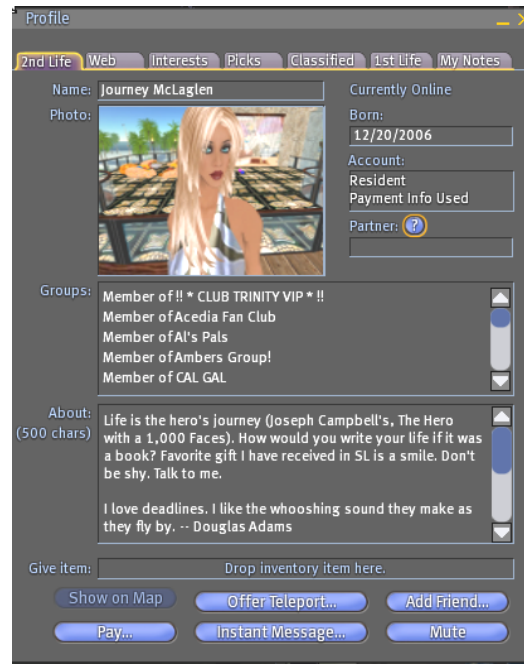 Profile
2nd Life Web Interests Picks Classified 1st Life My Notes
Name: Journey McLaglen
Currently Online
Photo:
Born:
12/20/2006
Account:
Resident
Payment Info Used
Partner: ?
Groups:
Member of !! * CLUB TRINITY VIP * !!
Member of Acedia Fan Club
Member of Al's Pals
Member of Ambers Group!
Member of CAL GAL
About:
(500 chars)
Life is the hero's journey (Joseph Campbell's, The Hero
with a 1,000 Faces). How would you write your life if it was
a book? Favorite gift I have received in SL is a smile. Don't
be shy. Talk to me.
I love deadlines. I like the whooshing sound they make as
they fly by. -- Douglas Adams
Give item: Drop inventory item here.
Show on Map Offer Teleport... Add Friend...
Pay... Instant Message... Mute